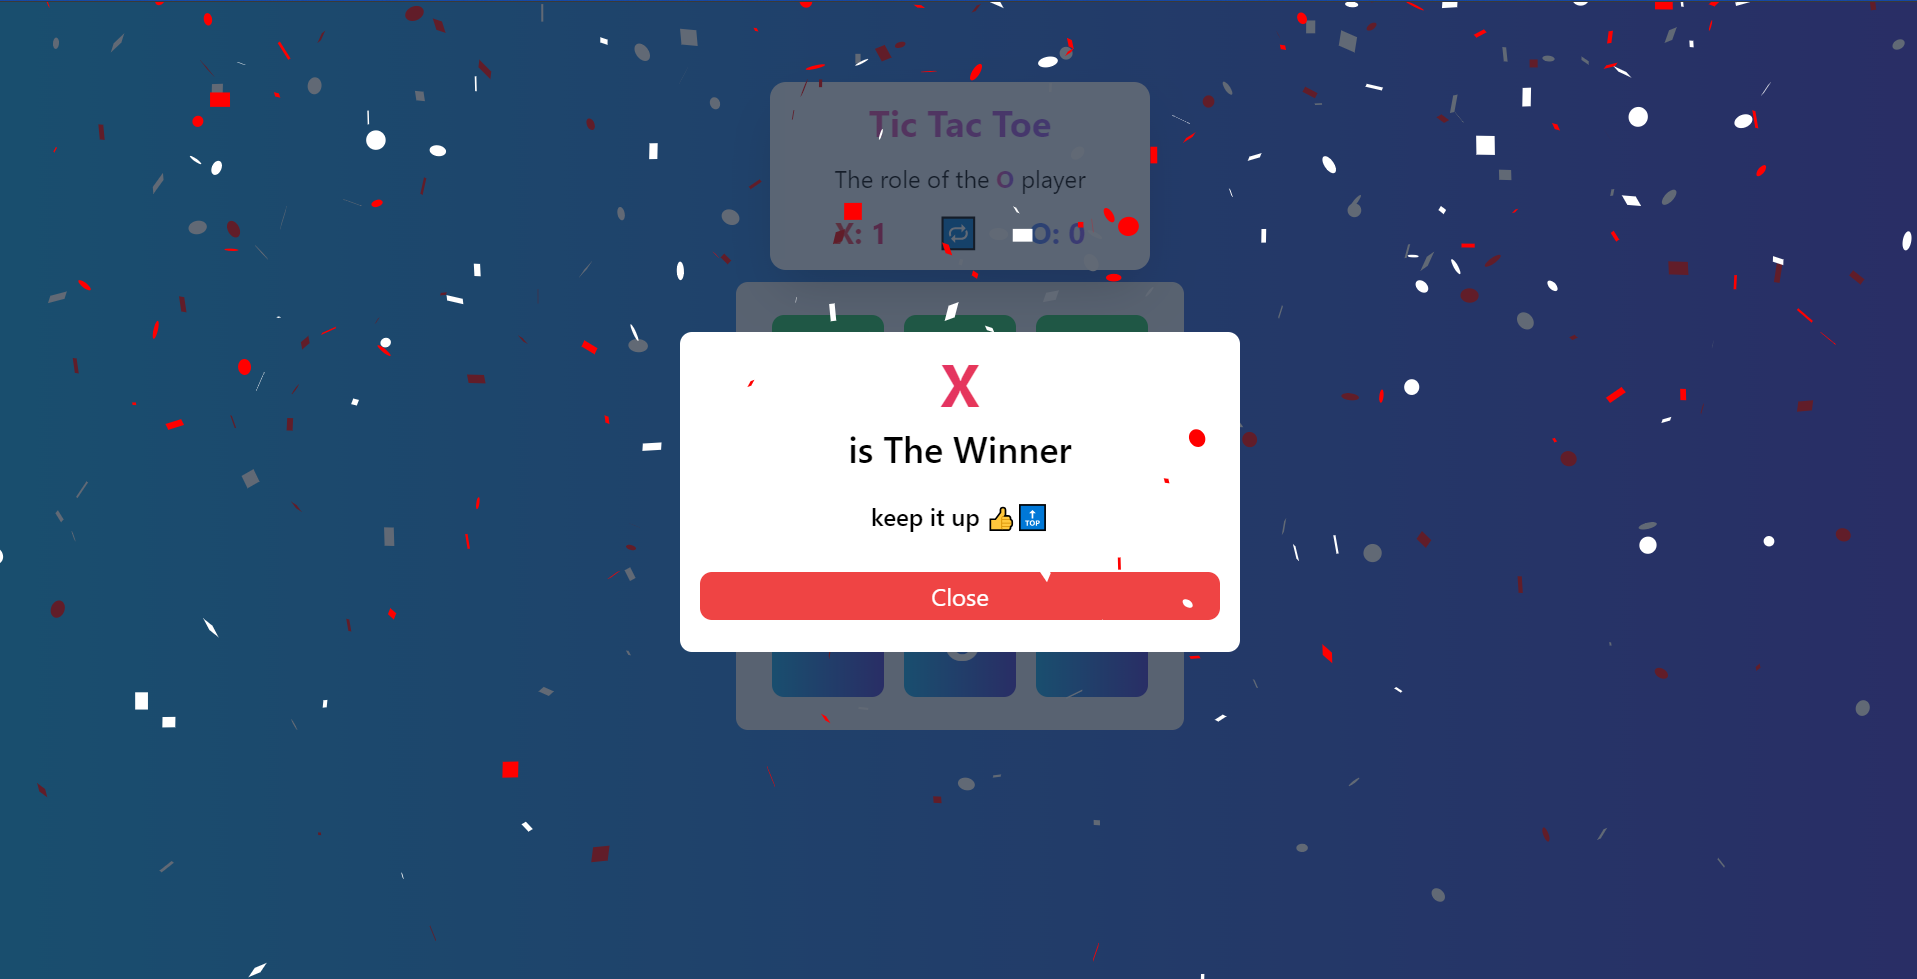 Tic Tac Toe
The role of the O player
X: 1 O: 0
X
is The Winner
keep it up 👍🔝
Close